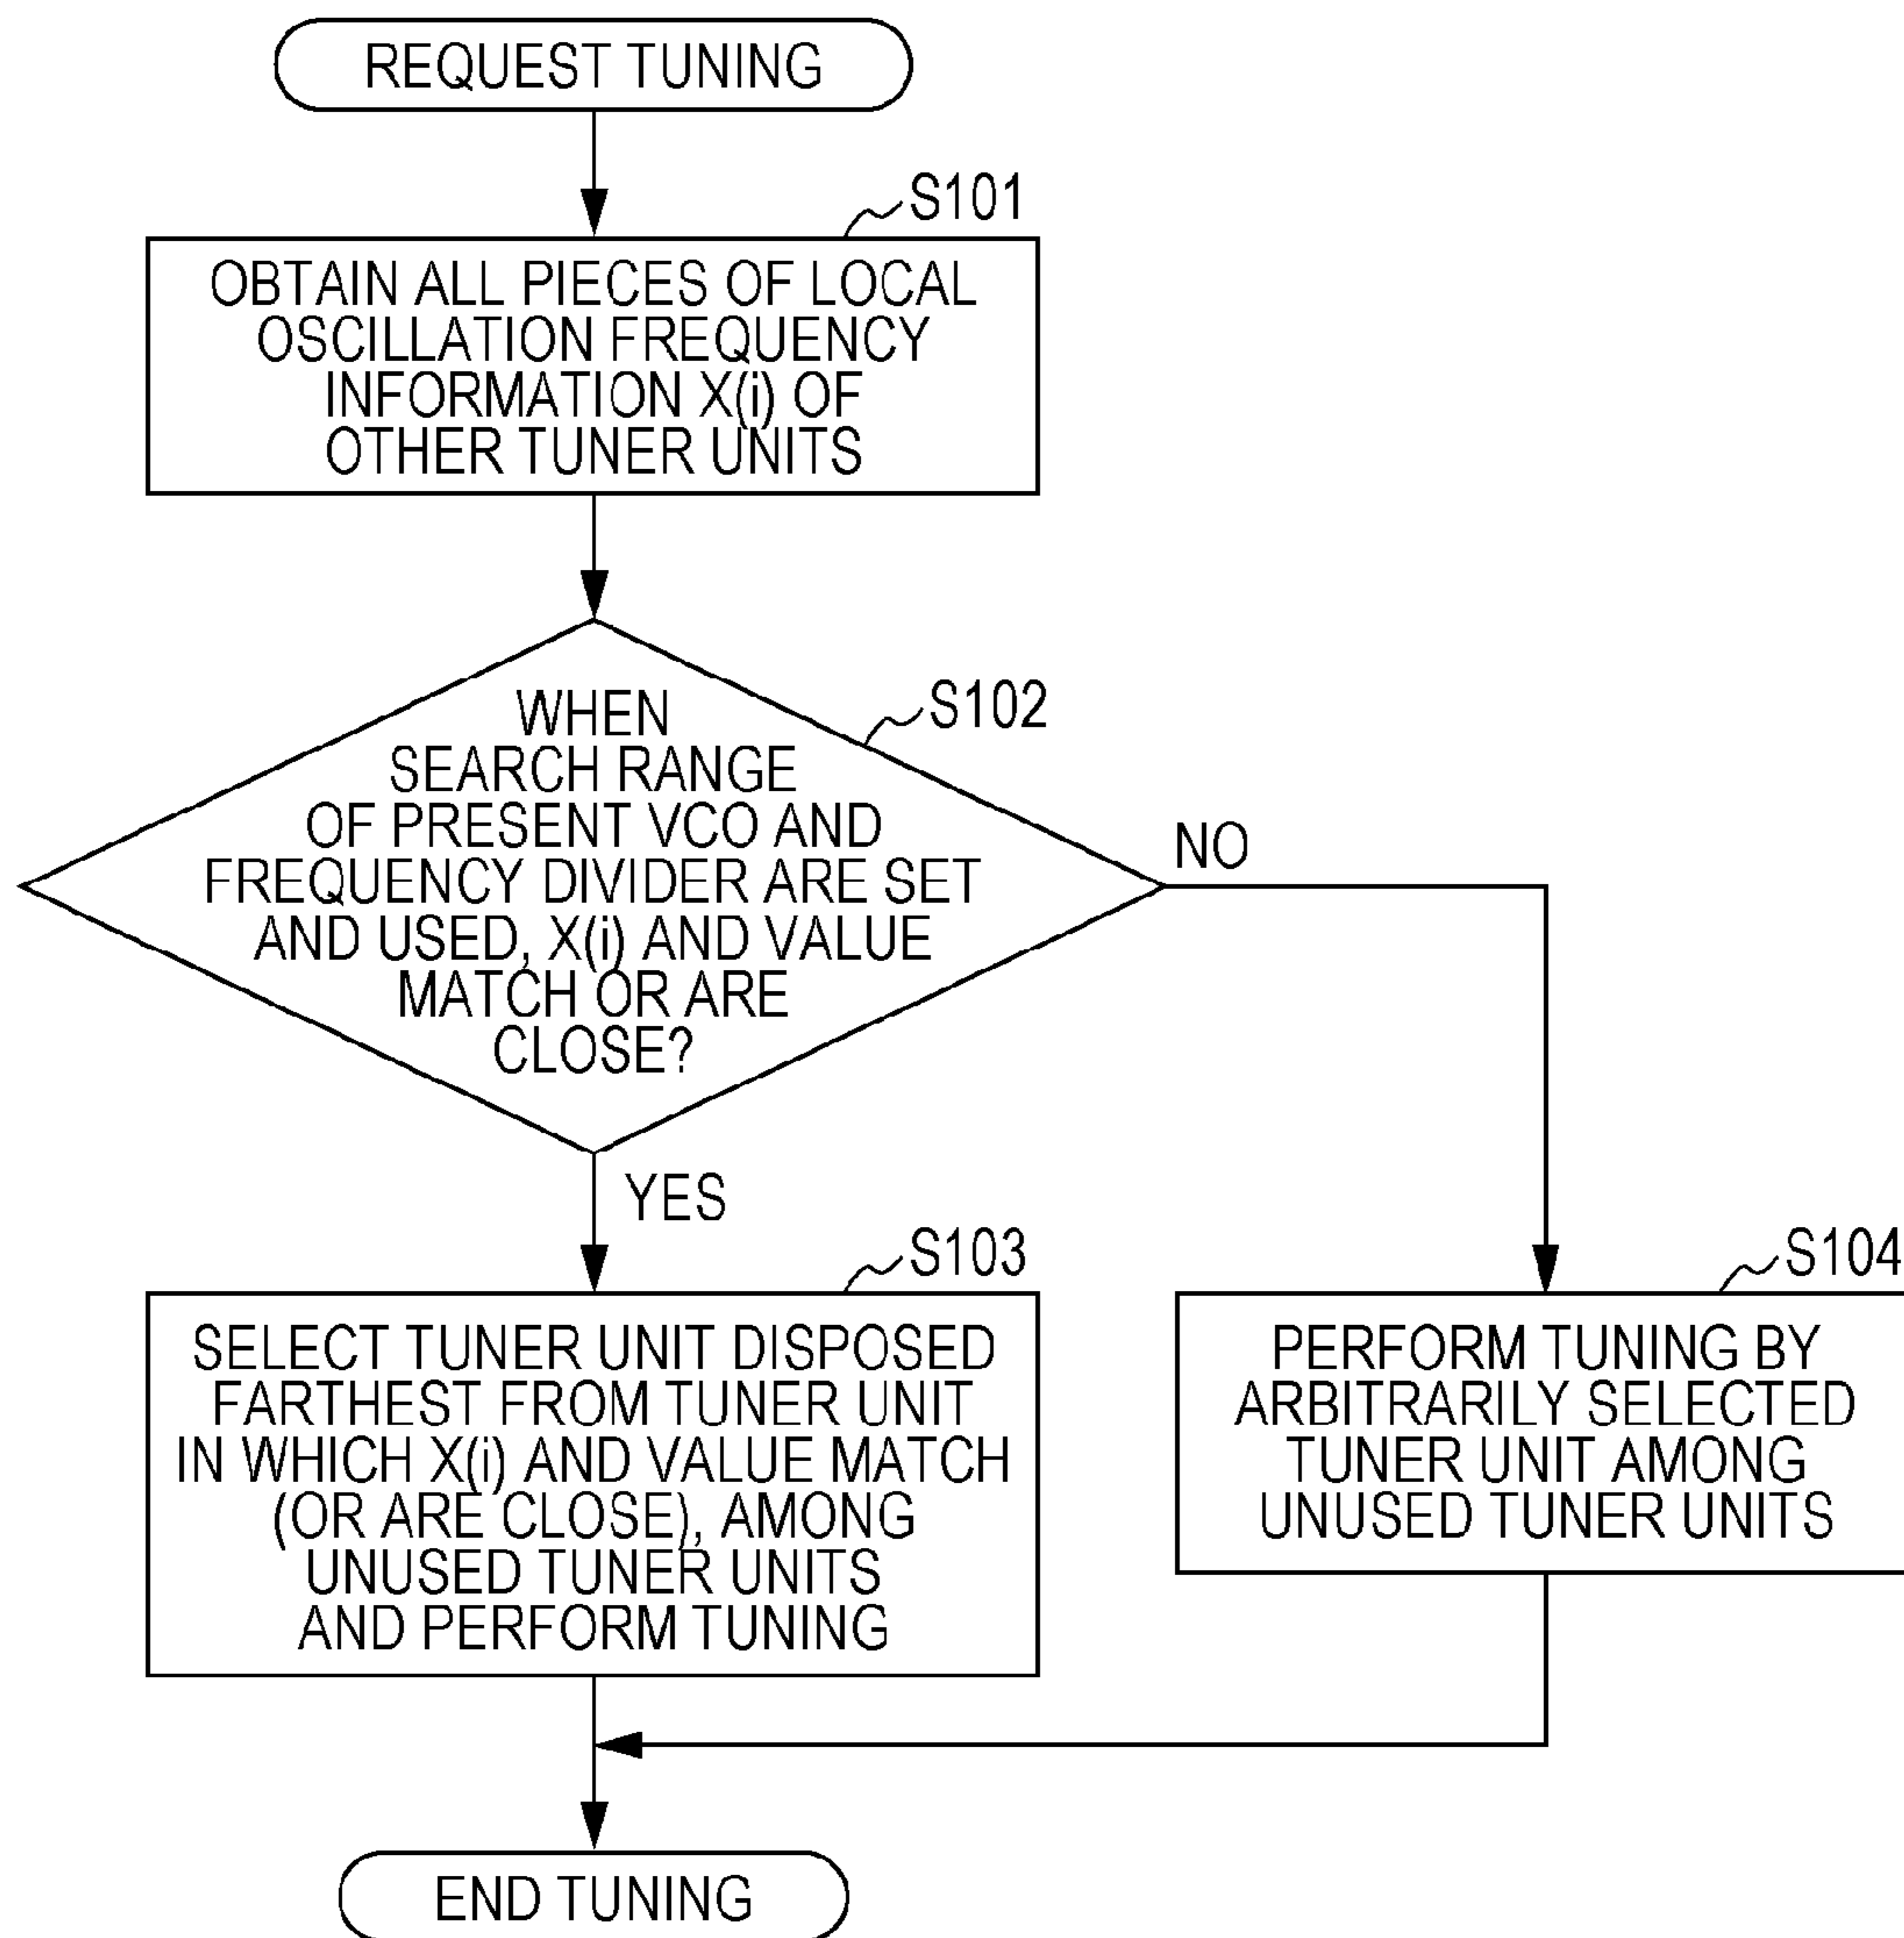 REQUEST TUNING
S101
OBTAIN ALL PIECES OF LOCAL
OSCILLATION FREQUENCY
INFORMATION X(i) OF
OTHER TUNER UNITS
S102
WHEN
SEARCH RANGE
OF PRESENT VCO AND
FREQUENCY DIVIDER ARE SET
AND USED, X(i) AND VALUE
MATCH OR ARE
CLOSE?
NO
YES
S103
SELECT TUNER UNIT DISPOSED
FARTHEST FROM TUNER UNIT
IN WHICH X(i) AND VALUE MATCH
(OR ARE CLOSE), AMONG
UNUSED TUNER UNITS
AND PERFORM TUNING
S104
PERFORM TUNING BY
ARBITRARILY SELECTED
TUNER UNIT AMONG
UNUSED TUNER UNITS
END TUNING